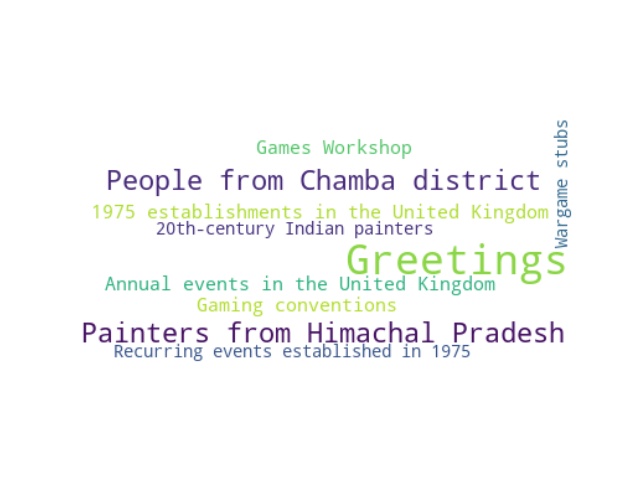 Games Workshop
People from Chamba district
Wargame stubs
1975 establishments in the United Kingdom
20th-century Indian painters
Greetings
Annual events in the United Kingdom
Gaming conventions
Painters from Himachal Pradesh
Recurring events established in 1975